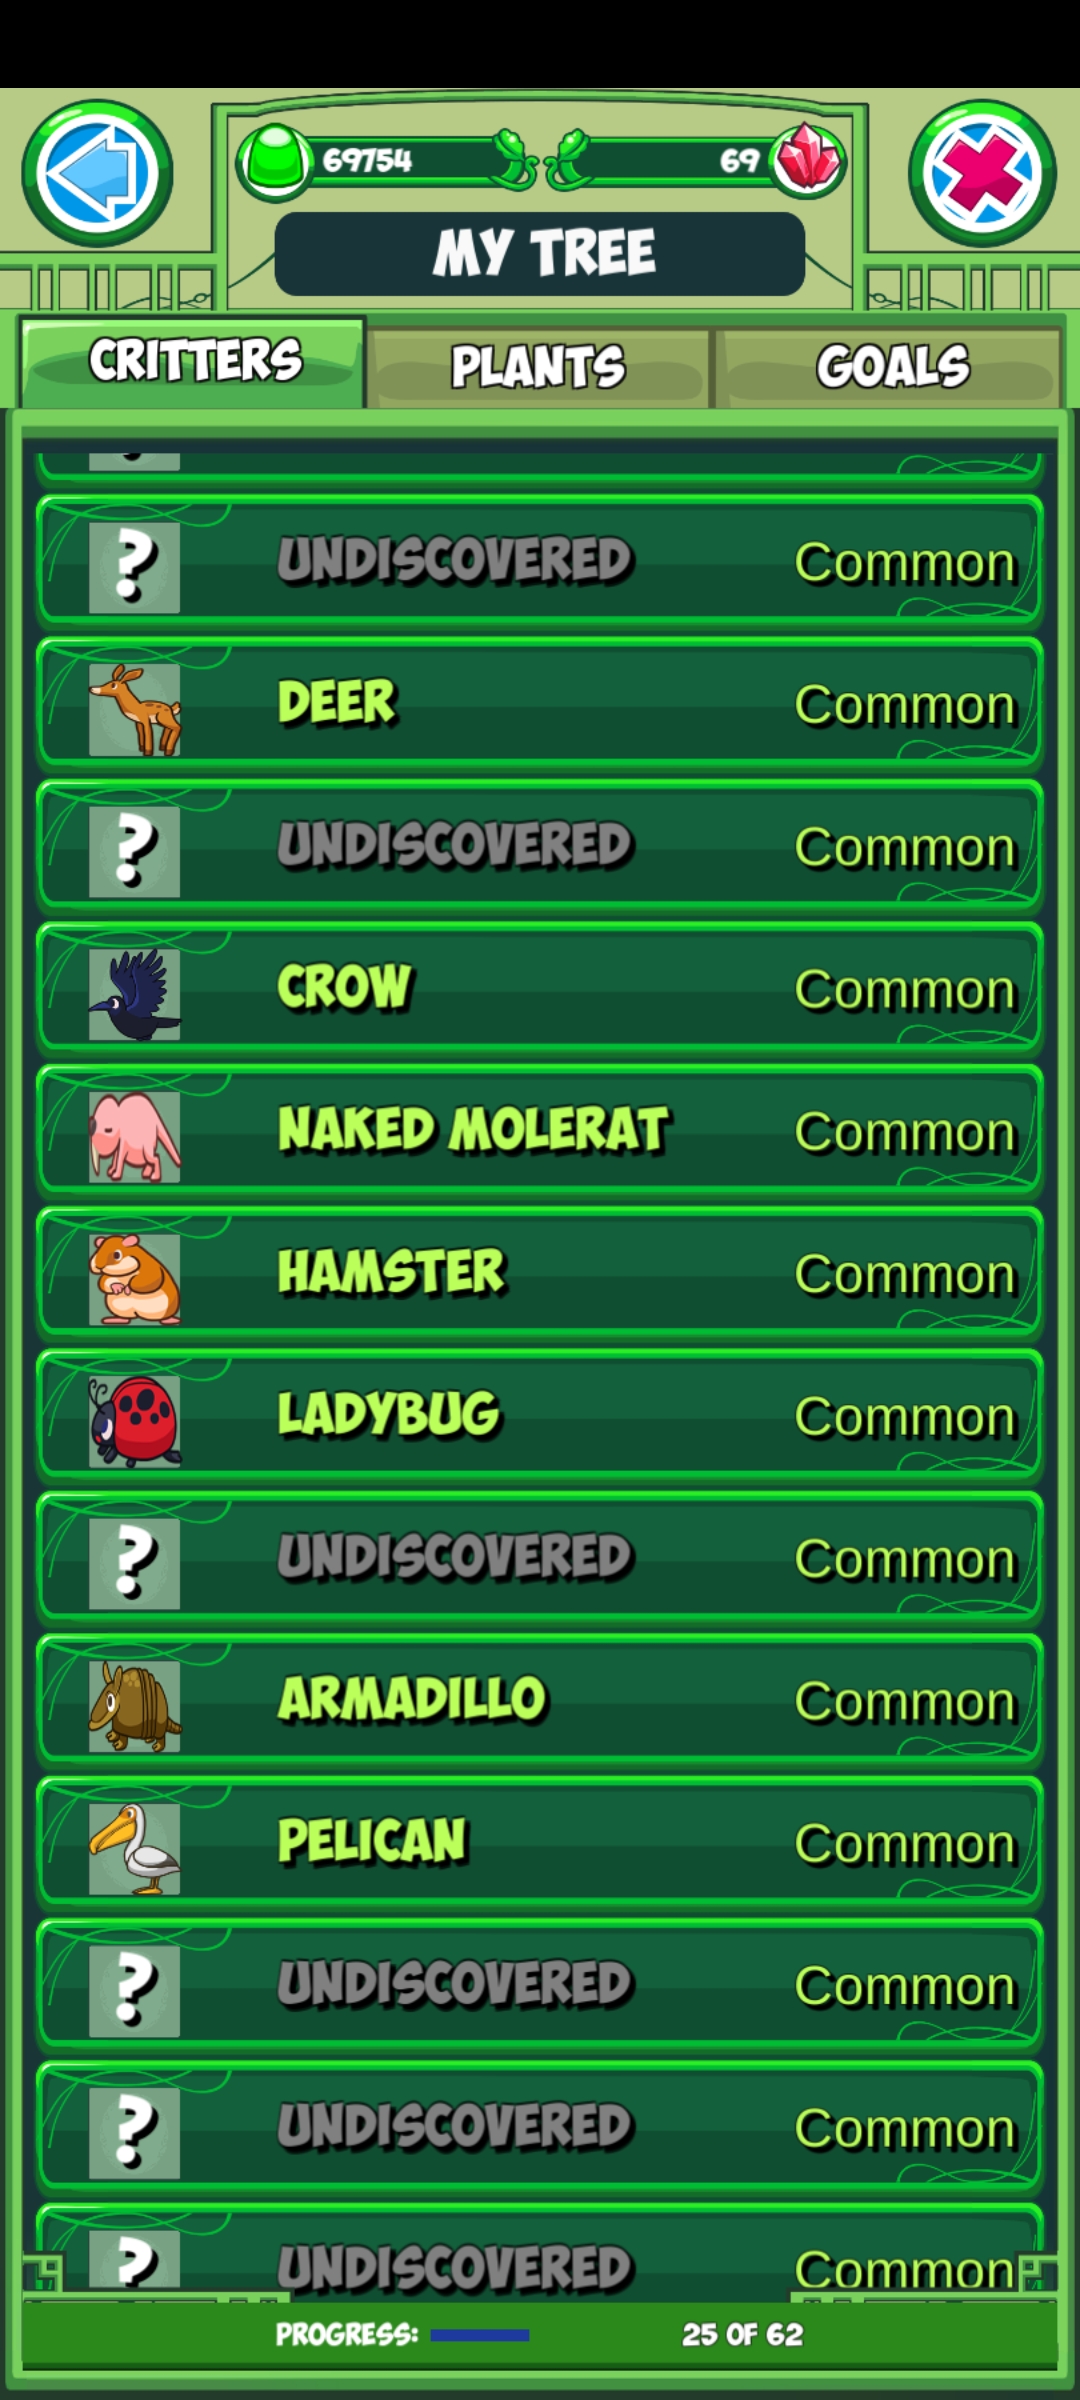 69754
69
MY TREE
CRITTERS
PLANTS
GOALS
?
UNDISCOVERED
Common
DEER
Common
?
UNDISCOVERED
Common
CROW
Common
NAKED MOLERAT
Common
HAMSTER
Common
LADYBUG
Common
?
UNDISCOVERED
Common
ARMADILLO
Common
PELICAN
Common
?
UNDISCOVERED
Common
?
UNDISCOVERED
Common
?
UNDISCOVERED
Common
PROGRESS:
25 OF 62